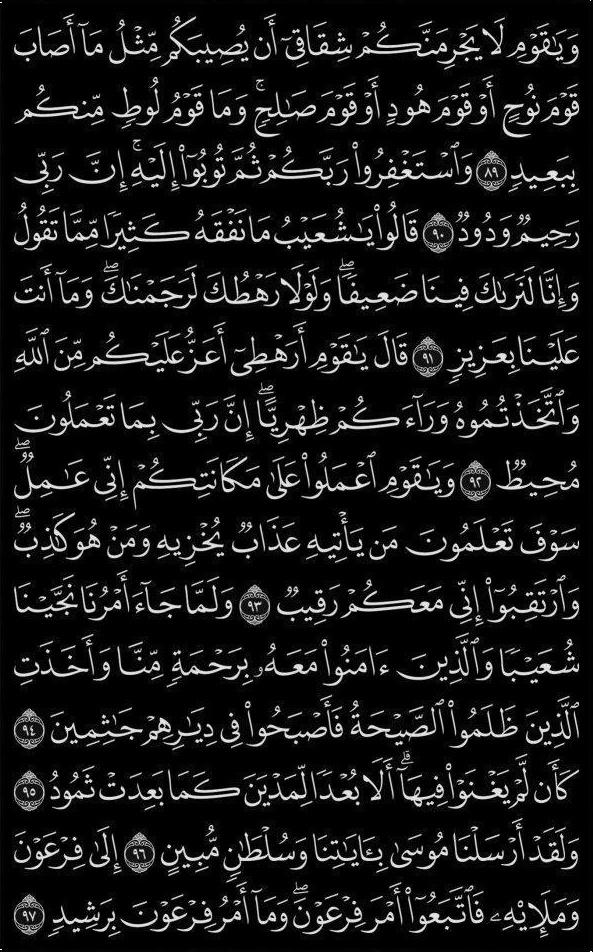 وَيَٰقَوْمِ لَا يَجْرِمَنَّكُمْ شِقَاقِىٓ أَن يُصِيبَكُم مِّثْلُ مَآ أَصَابَ
قَوْمَ نُوحٍ أَوْ قَوْمَ هُودٍ أَوْ قَوْمَ صَٰلِحٍۚ وَمَا قَوْمُ لُوطٍ مِّنكُم
بِبَعِيدٍ ٨٩ وَٱسْتَغْفِرُوا۟ رَبَّكُمْ ثُمَّ تُوبُوٓا۟ إِلَيْهِۚ إِنَّ رَبِّى
رَحِيمٌ وَدُودٌ ٩٠ قَالُوا۟ يَٰشُعَيْبُ مَا نَفْقَهُ كَثِيرًا مِّمَّا تَقُولُ
وَإِنَّا لَنَرَىٰكَ فِينَا ضَعِيفًاۖ وَلَوْلَا رَهْطُكَ لَرَجَمْنَٰكَۖ وَمَآ أَنتَ
عَلَيْنَا بِعَزِيزٍ ٩١ قَالَ يَٰقَوْمِ أَرَهْطِىٓ أَعَزُّ عَلَيْكُم مِّنَ ٱللَّهِ
وَٱتَّخَذْتُمُوهُ وَرَآءَكُمْ ظِهْرِيًّاۖ إِنَّ رَبِّى بِمَا تَعْمَلُونَ
مُحِيطٌ ٩٢ وَيَٰقَوْمِ ٱعْمَلُوا۟ عَلَىٰ مَكَانَتِكُمْ إِنِّى عَٰمِلٌۖ
سَوْفَ تَعْلَمُونَ مَن يَأْتِيهِ عَذَابٌ يُخْزِيهِ وَمَنْ هُوَ كَٰذِبٌۖ
وَٱرْتَقِبُوٓا۟ إِنِّى مَعَكُمْ رَقِيبٌ ٩٣ وَلَمَّا جَآءَ أَمْرُنَا نَجَّيْنَا
شُعَيْبًا وَٱلَّذِينَ ءَامَنُوا۟ مَعَهُۥ بِرَحْمَةٍ مِّنَّا وَأَخَذَتِ
ٱلَّذِينَ ظَلَمُوا۟ ٱلصَّيْحَةُ فَأَصْبَحُوا۟ فِى دِيَٰرِهِمْ جَٰثِمِينَ ٩٤
كَأَن لَّمْ يَغْنَوْا۟ فِيهَآۗ أَلَا بُعْدًا لِّمَدْيَنَ كَمَا بَعِدَتْ ثَمُودُ ٩٥
وَلَقَدْ أَرْسَلْنَا مُوسَىٰ بِـَٔايَٰتِنَا وَسُلْطَٰنٍ مُّبِينٍ ٩٦ إِلَىٰ فِرْعَوْنَ
وَمَلَإِي۟هِۦ فَٱتَّبَعُوٓا۟ أَمْرَ فِرْعَوْنَۖ وَمَآ أَمْرُ فِرْعَوْنَ بِرَشِيدٍ ٩٧